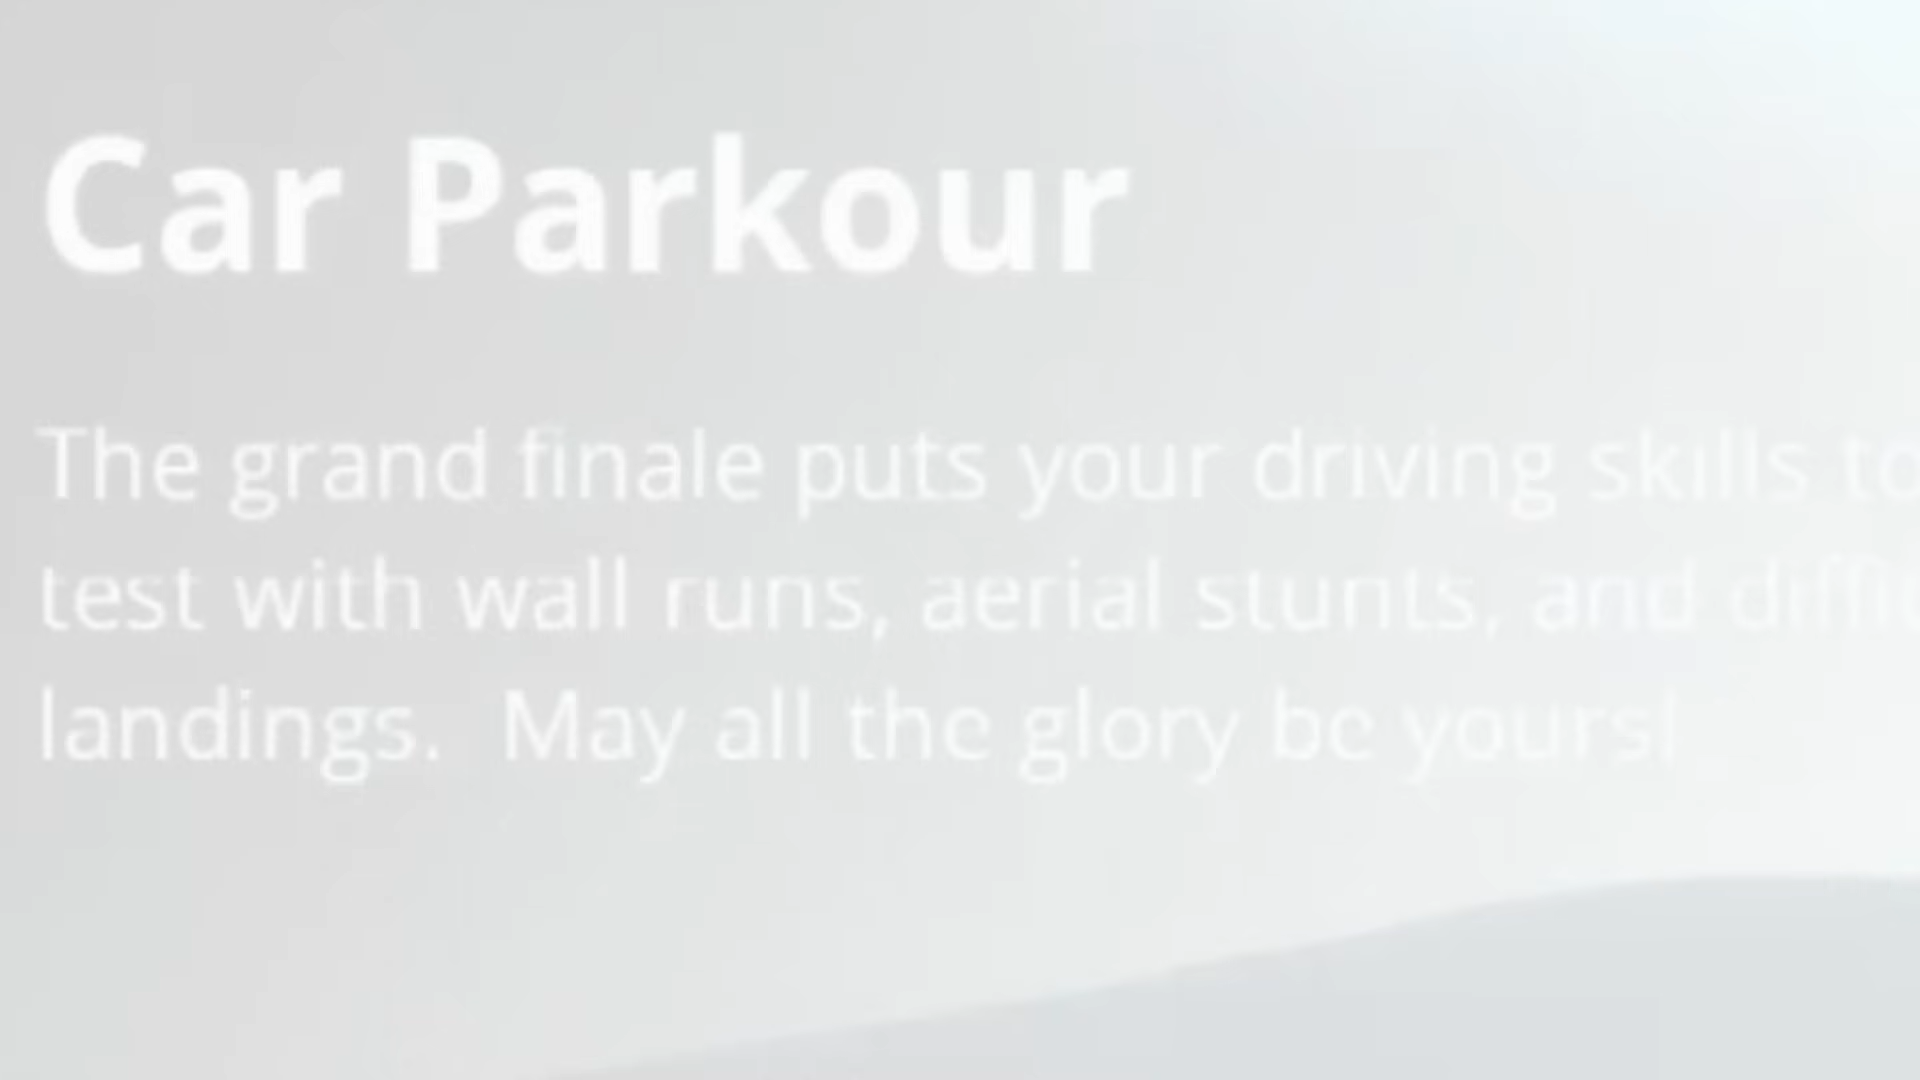 Car Parkour
The grand finale puts your driving skills to
test with wall runs, aerial stunts, and
landings. May all the glory be yours!